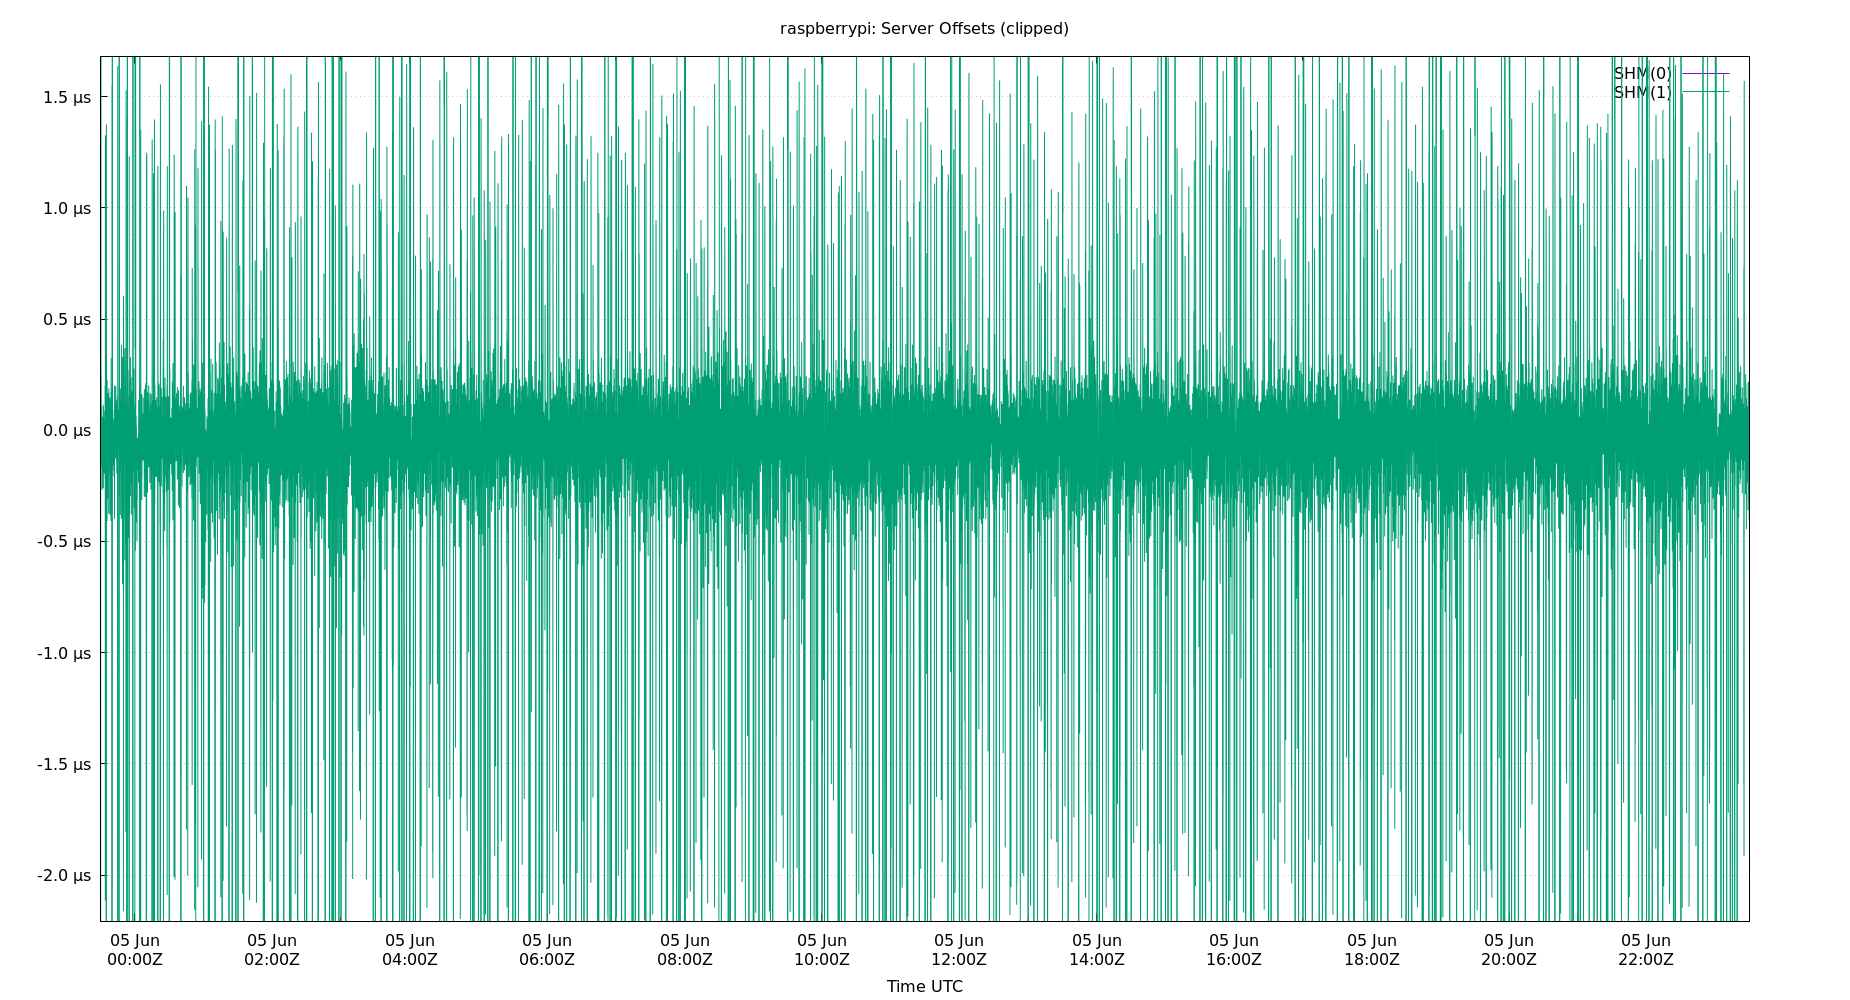 raspberrypi: Server Offsets (clipped)
SHM(0)
SHM(1)
1.5 µs
1.0 µs
0.5 µs
0.0 µs
-0.5 µs
-1.0 µs
-1.5 µs
-2.0 µs
05 Jun 05 Jun 05 Jun 05 Jun 05 Jun 05 Jun 05 Jun 05 Jun 05 Jun 05 Jun 05 Jun 05 Jun
00:00Z 02:00Z 04:00Z 06:00Z 08:00Z 10:00Z 12:00Z 14:00Z 16:00Z 18:00Z 20:00Z 22:00Z
Time UTC